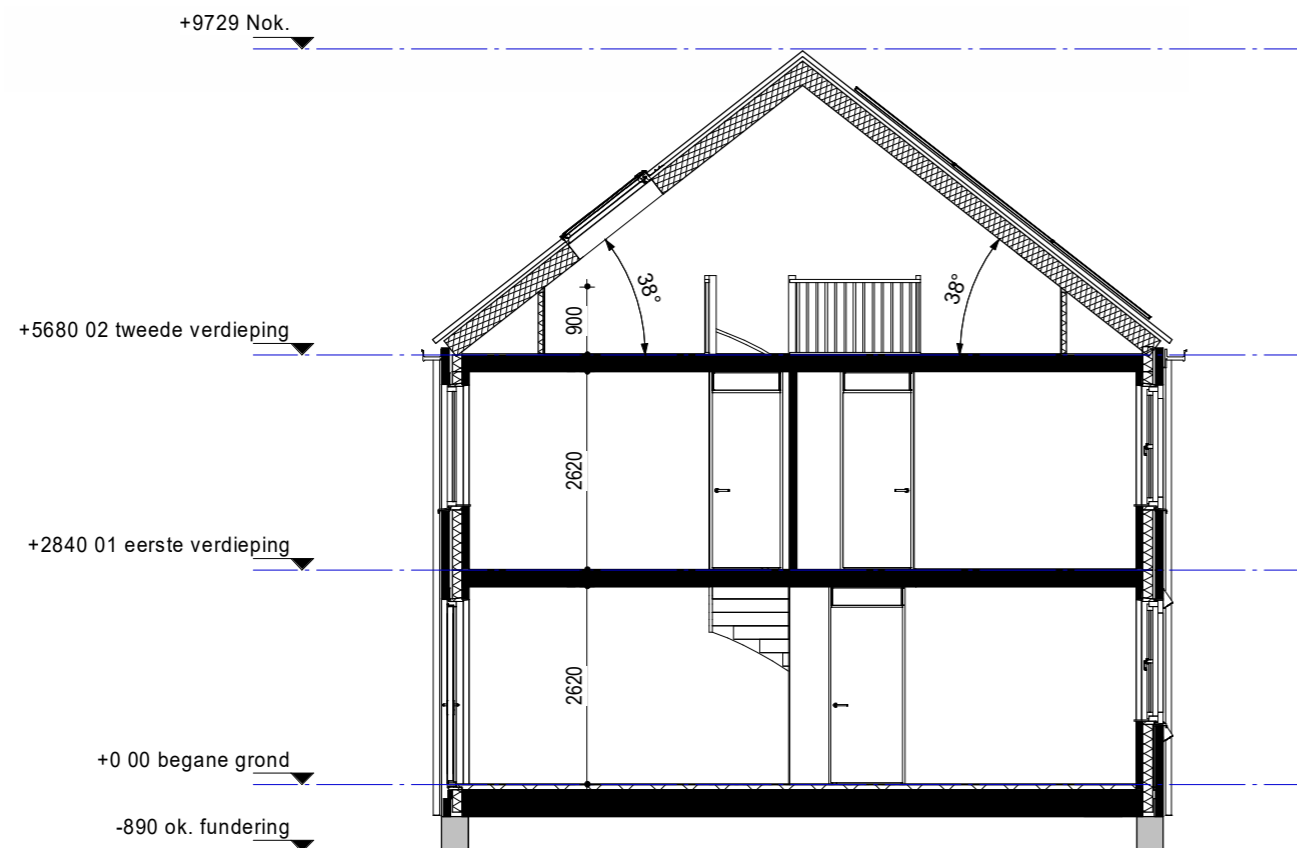 +9729 Nok.
38°
38°
900
+5680 02 tweede verdieping
2620
+2840 01 eerste verdieping
2620
+0 00 begane grond
-890 ok. fundering